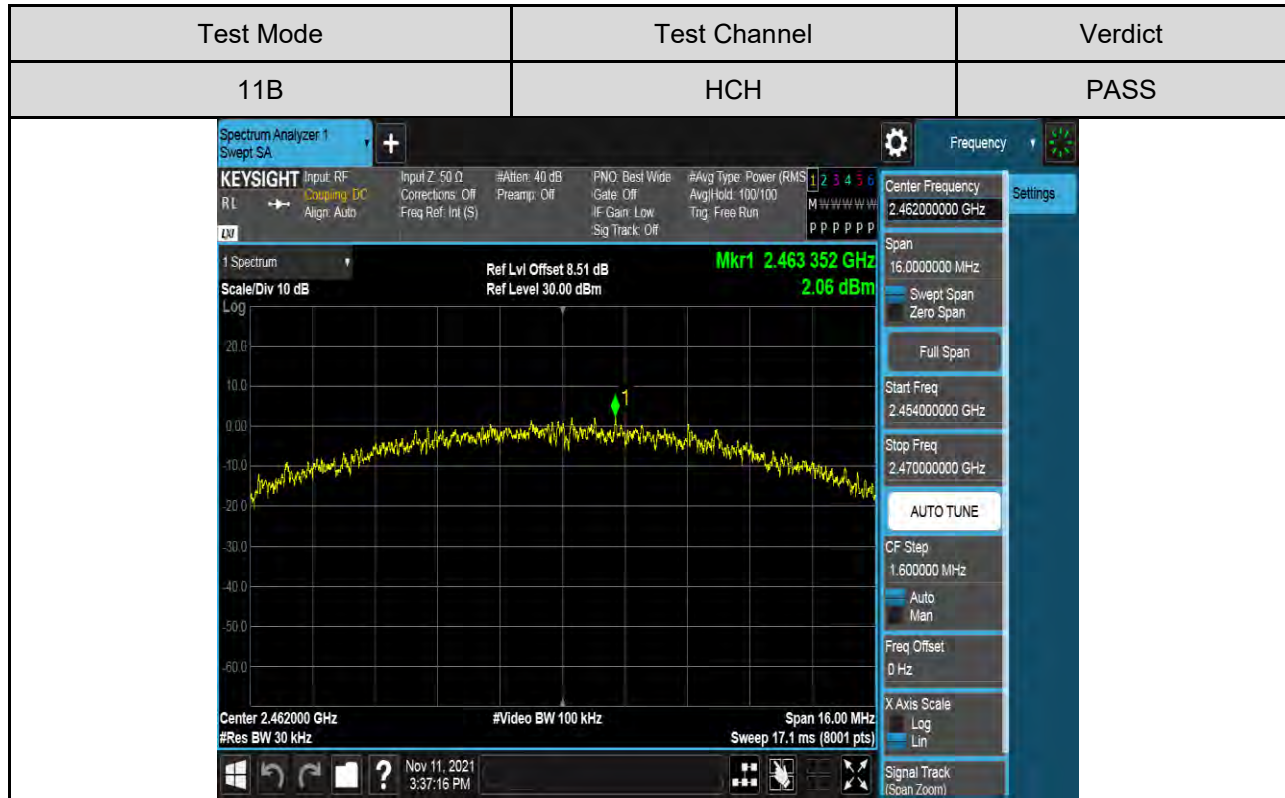 Test Mode Test Channel Verdict
11B HCH PASS
Spectrum Analyzer 1
Swept SA
+
Frequency
KEYSIGHT
R L
LXI
Input: RF
Coupling: DC
Align: Auto
Input Z: 50 Ω
Corrections: Off
Freq Ref: Int (S)
#Atten: 40 dB
Preamp: Off
PNO: Best Wide
Gate: Off
IF Gain: Low
Sig Track: Off
#Avg Type: Power (RMS
Avg|Hold: 100/100
Trig: Free Run
1 2 3 4 5 6
M W W W W W
P P P P P P
1 Spectrum
Scale/Div 10 dB
Ref Lvl Offset 8.51 dB
Ref Level 30.00 dBm
Mkr1 2.463 352 GHz
2.06 dBm
Log
20.0
10.0
0.00
-10.0
-20.0
-30.0
-40.0
-50.0
-60.0
1
Center 2.462000 GHz
#Res BW 30 kHz
#Video BW 100 kHz
Span 16.00 MHz
Sweep 17.1 ms (8001 pts)
Center Frequency
2.462000000 GHz
Settings
Span
16.0000000 MHz
Swept Span
Zero Span
Full Span
Start Freq
2.454000000 GHz
Stop Freq
2.470000000 GHz
AUTO TUNE
CF Step
1.600000 MHz
Auto
Man
Freq Offset
0 Hz
X Axis Scale
Log
Lin
Signal Track
(Span Zoom)
?
Nov 11, 2021
3:37:16 PM